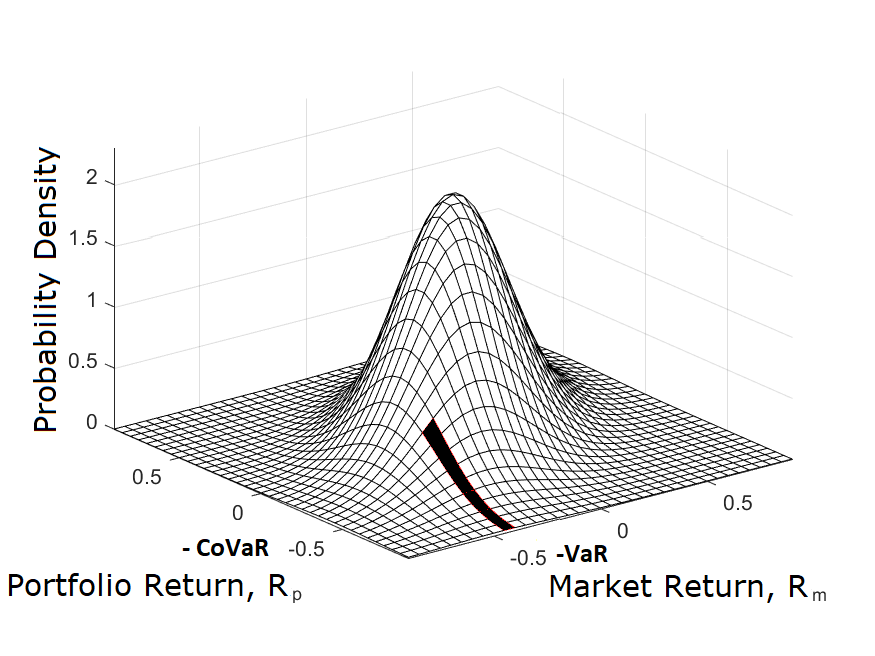 Probability Density
2
1.5
1
0.5
0
0.5
0
-0.5
- CoVaR
Portfolio Return, Rp
-0.5
-VaR
0
0.5
Market Return, Rm